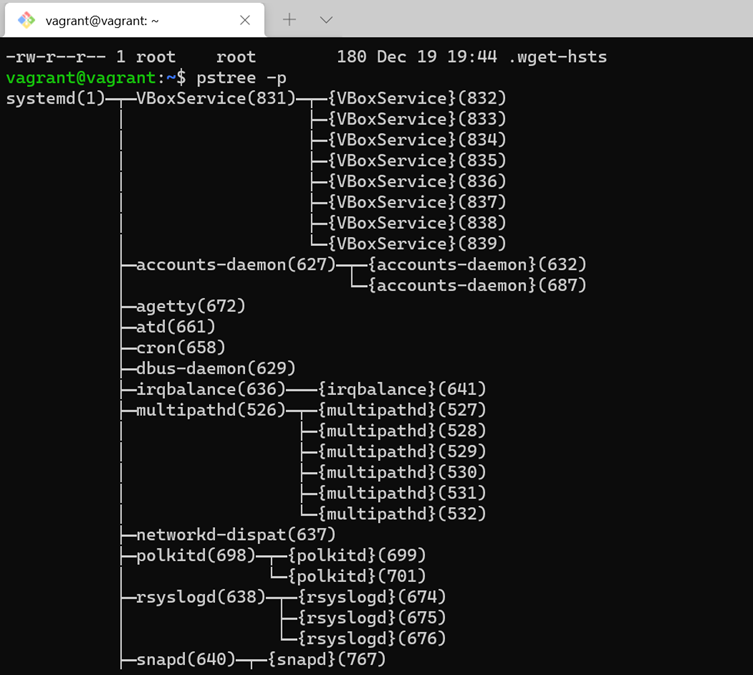 vagrant@vagrant: ~
-rw-r--r-- 1 root    root        180 Dec 19 19:44 .wget-hsts
vagrant@vagrant:~$ pstree -p
systemd(1)─┬─VBoxService(831)─┬─{VBoxService}(832)
           │                  ├─{VBoxService}(833)
           │                  ├─{VBoxService}(834)
           │                  ├─{VBoxService}(835)
           │                  ├─{VBoxService}(836)
           │                  ├─{VBoxService}(837)
           │                  ├─{VBoxService}(838)
           │                  └─{VBoxService}(839)
           ├─accounts-daemon(627)─┬─{accounts-daemon}(632)
           │                      └─{accounts-daemon}(687)
           ├─agetty(672)
           ├─atd(661)
           ├─cron(658)
           ├─dbus-daemon(629)
           ├─irqbalance(636)───{irqbalance}(641)
           ├─multipathd(526)─┬─{multipathd}(527)
           │                 ├─{multipathd}(528)
           │                 ├─{multipathd}(529)
           │                 ├─{multipathd}(530)
           │                 ├─{multipathd}(531)
           │                 └─{multipathd}(532)
           ├─networkd-dispat(637)
           ├─polkitd(698)─┬─{polkitd}(699)
           │              └─{polkitd}(701)
           ├─rsyslogd(638)─┬─{rsyslogd}(674)
           │               ├─{rsyslogd}(675)
           │               └─{rsyslogd}(676)
           ├─snapd(640)─┬─{snapd}(767)